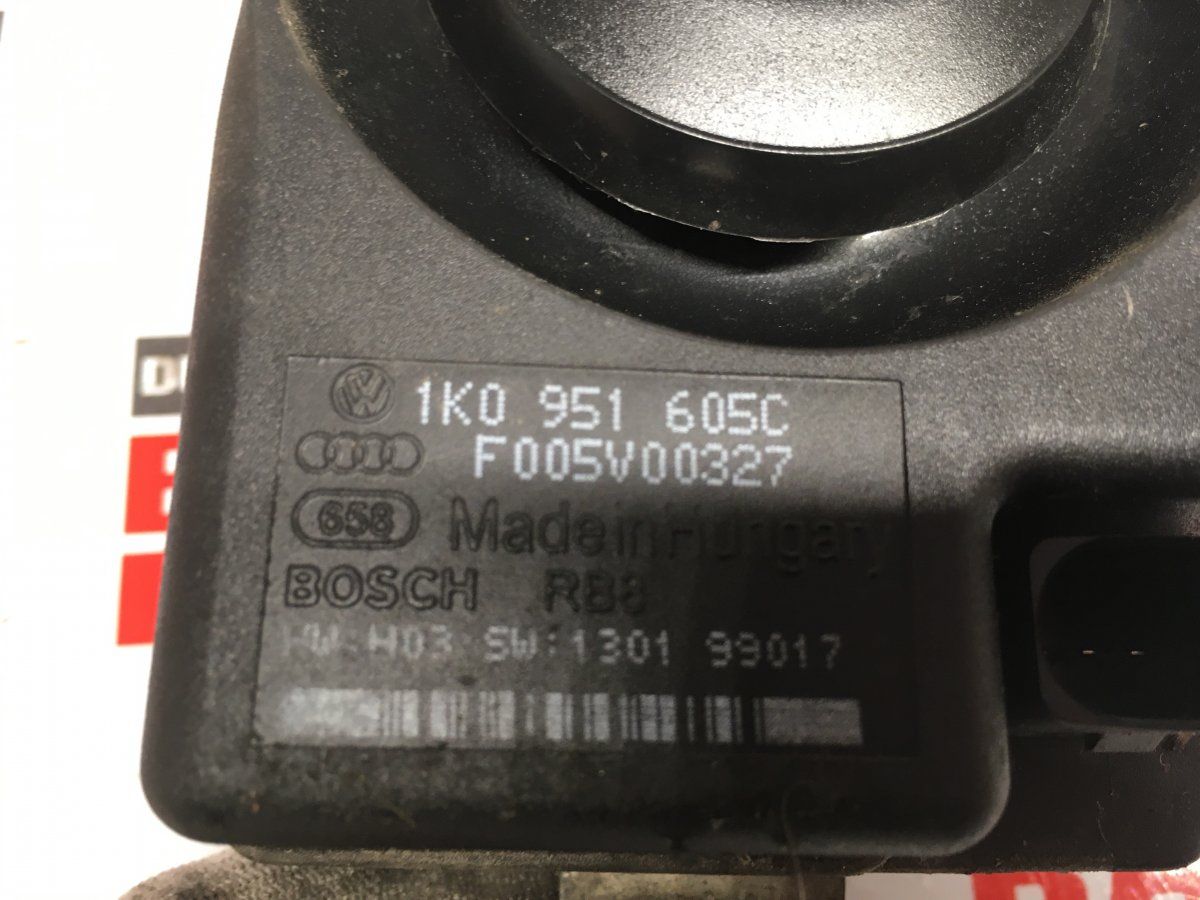 1K0 951 605C
F005V00327
658 Made in Hungary
BOSCH RB8
HW:H03 SW:1301 99017